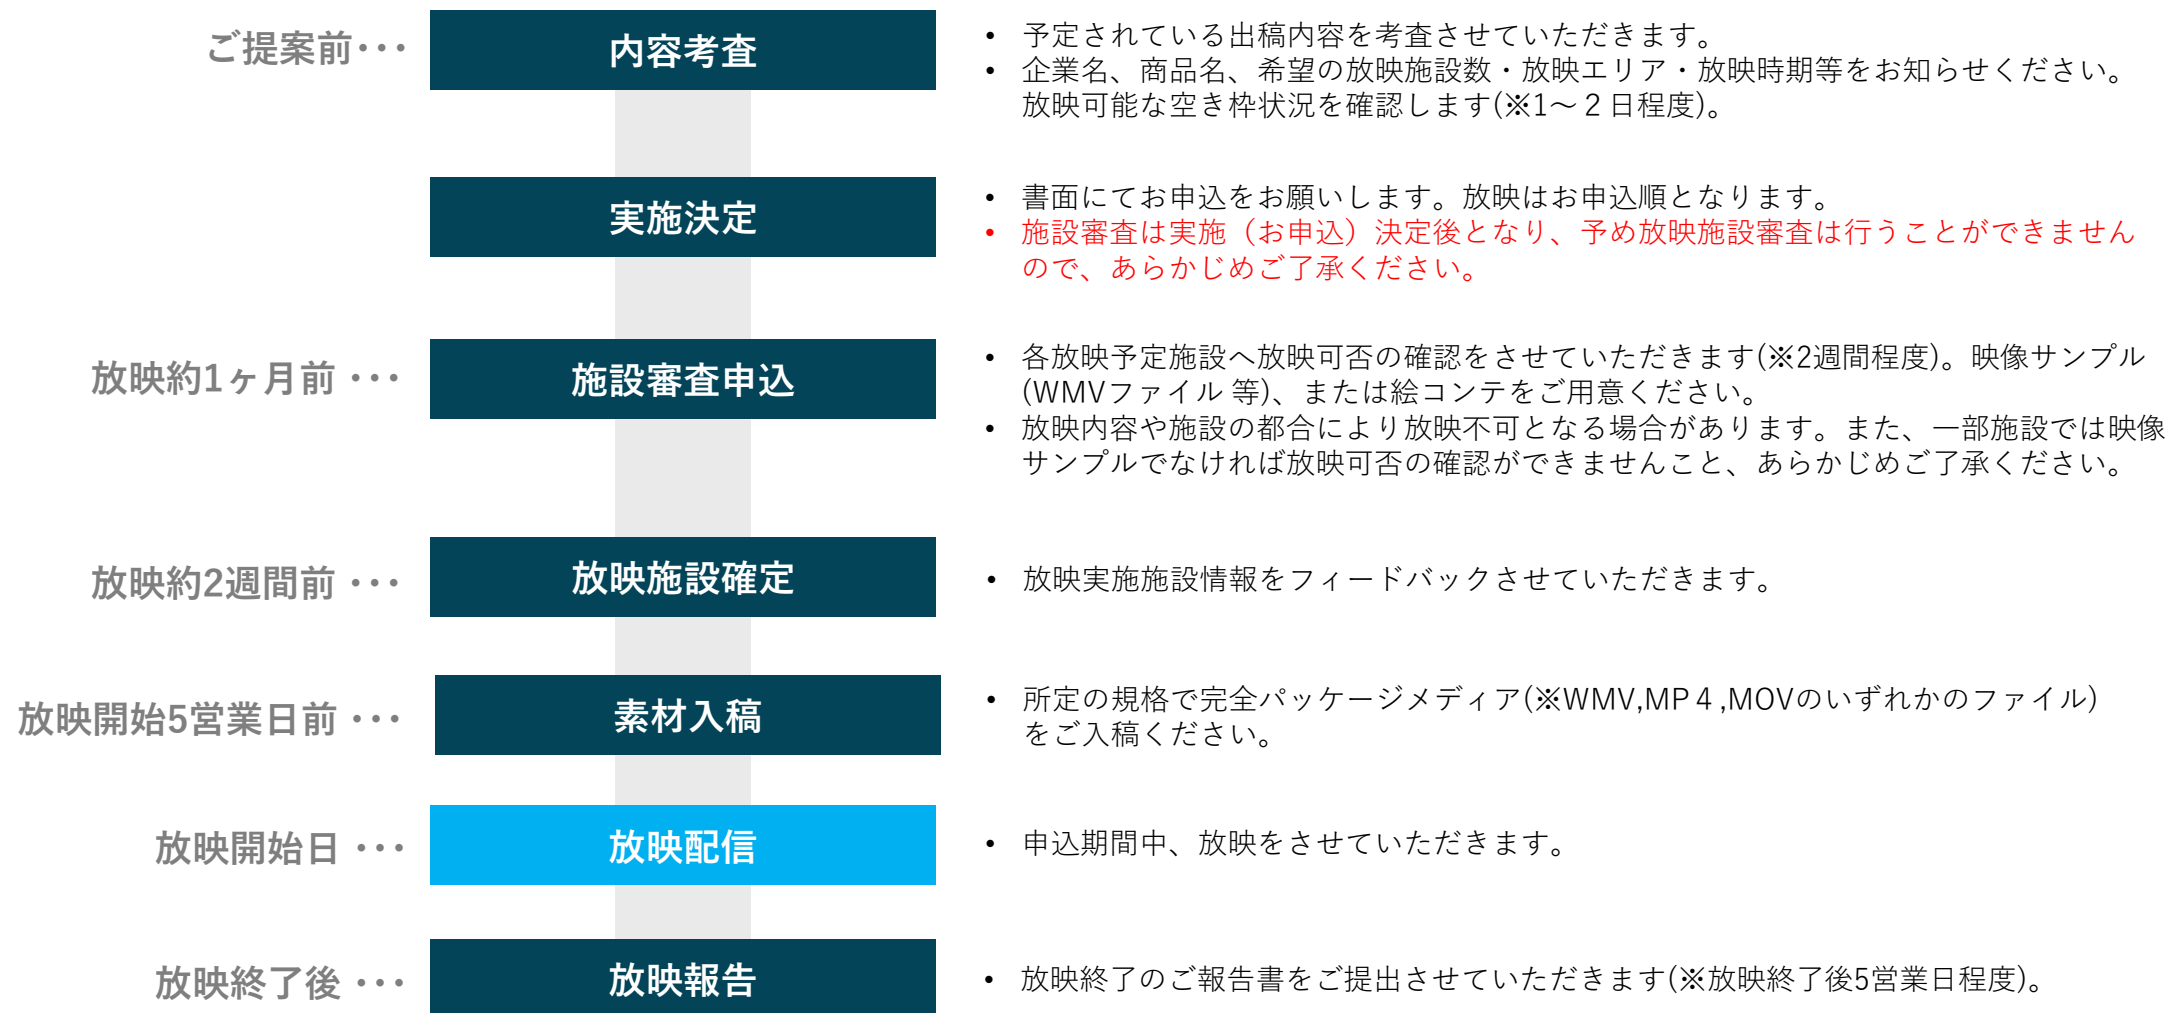 ご提案前･･･
内容考査
• 予定されている出稿内容を考査させていただきます。
• 企業名、商品名、希望の放映施設数・放映エリア・放映時期等をお知らせください。
放映可能な空き枠状況を確認します(※1～２日程度)。
実施決定
• 書面にてお申込をお願いします。放映はお申込順となります。
• 施設審査は実施（お申込）決定後となり、予め放映施設審査は行うことができません
ので、あらかじめご了承ください。
放映約1ヶ月前 ･･･
施設審査申込
• 各放映予定施設へ放映可否の確認をさせていただきます(※2週間程度)。映像サンプル
(WMVファイル 等)、または絵コンテをご用意ください。
• 放映内容や施設の都合により放映不可となる場合があります。また、一部施設では映像
サンプルでなければ放映可否の確認ができませんこと、あらかじめご了承ください。
放映約2週間前 ･･･
放映施設確定
• 放映実施施設情報をフィードバックさせていただきます。
放映開始5営業日前 ･･･
素材入稿
• 所定の規格で完全パッケージメディア(※WMV,MP４,MOVのいずれかのファイル)
をご入稿ください。
放映開始日 ･･･
放映配信
• 申込期間中、放映をさせていただきます。
放映終了後 ･･･
放映報告
• 放映終了のご報告書をご提出させていただきます(※放映終了後5営業日程度)。